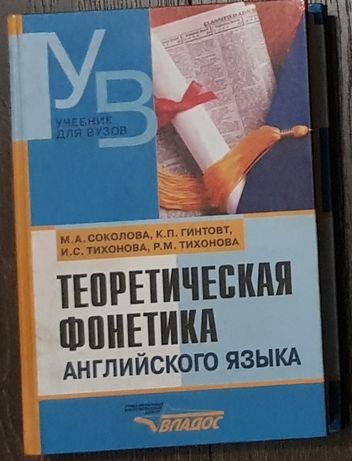 УВ
УЧЕБНИК
ДЛЯ ВУЗОВ
М.А. СОКОЛОВА, К.П. ГИНТОВТ,
И.С. ТИХОНОВА, Р.М. ТИХОНОВА
ТЕОРЕТИЧЕСКАЯ
ФОНЕТИКА
АНГЛИЙСКОГО ЯЗЫКА
ВЛАДОС